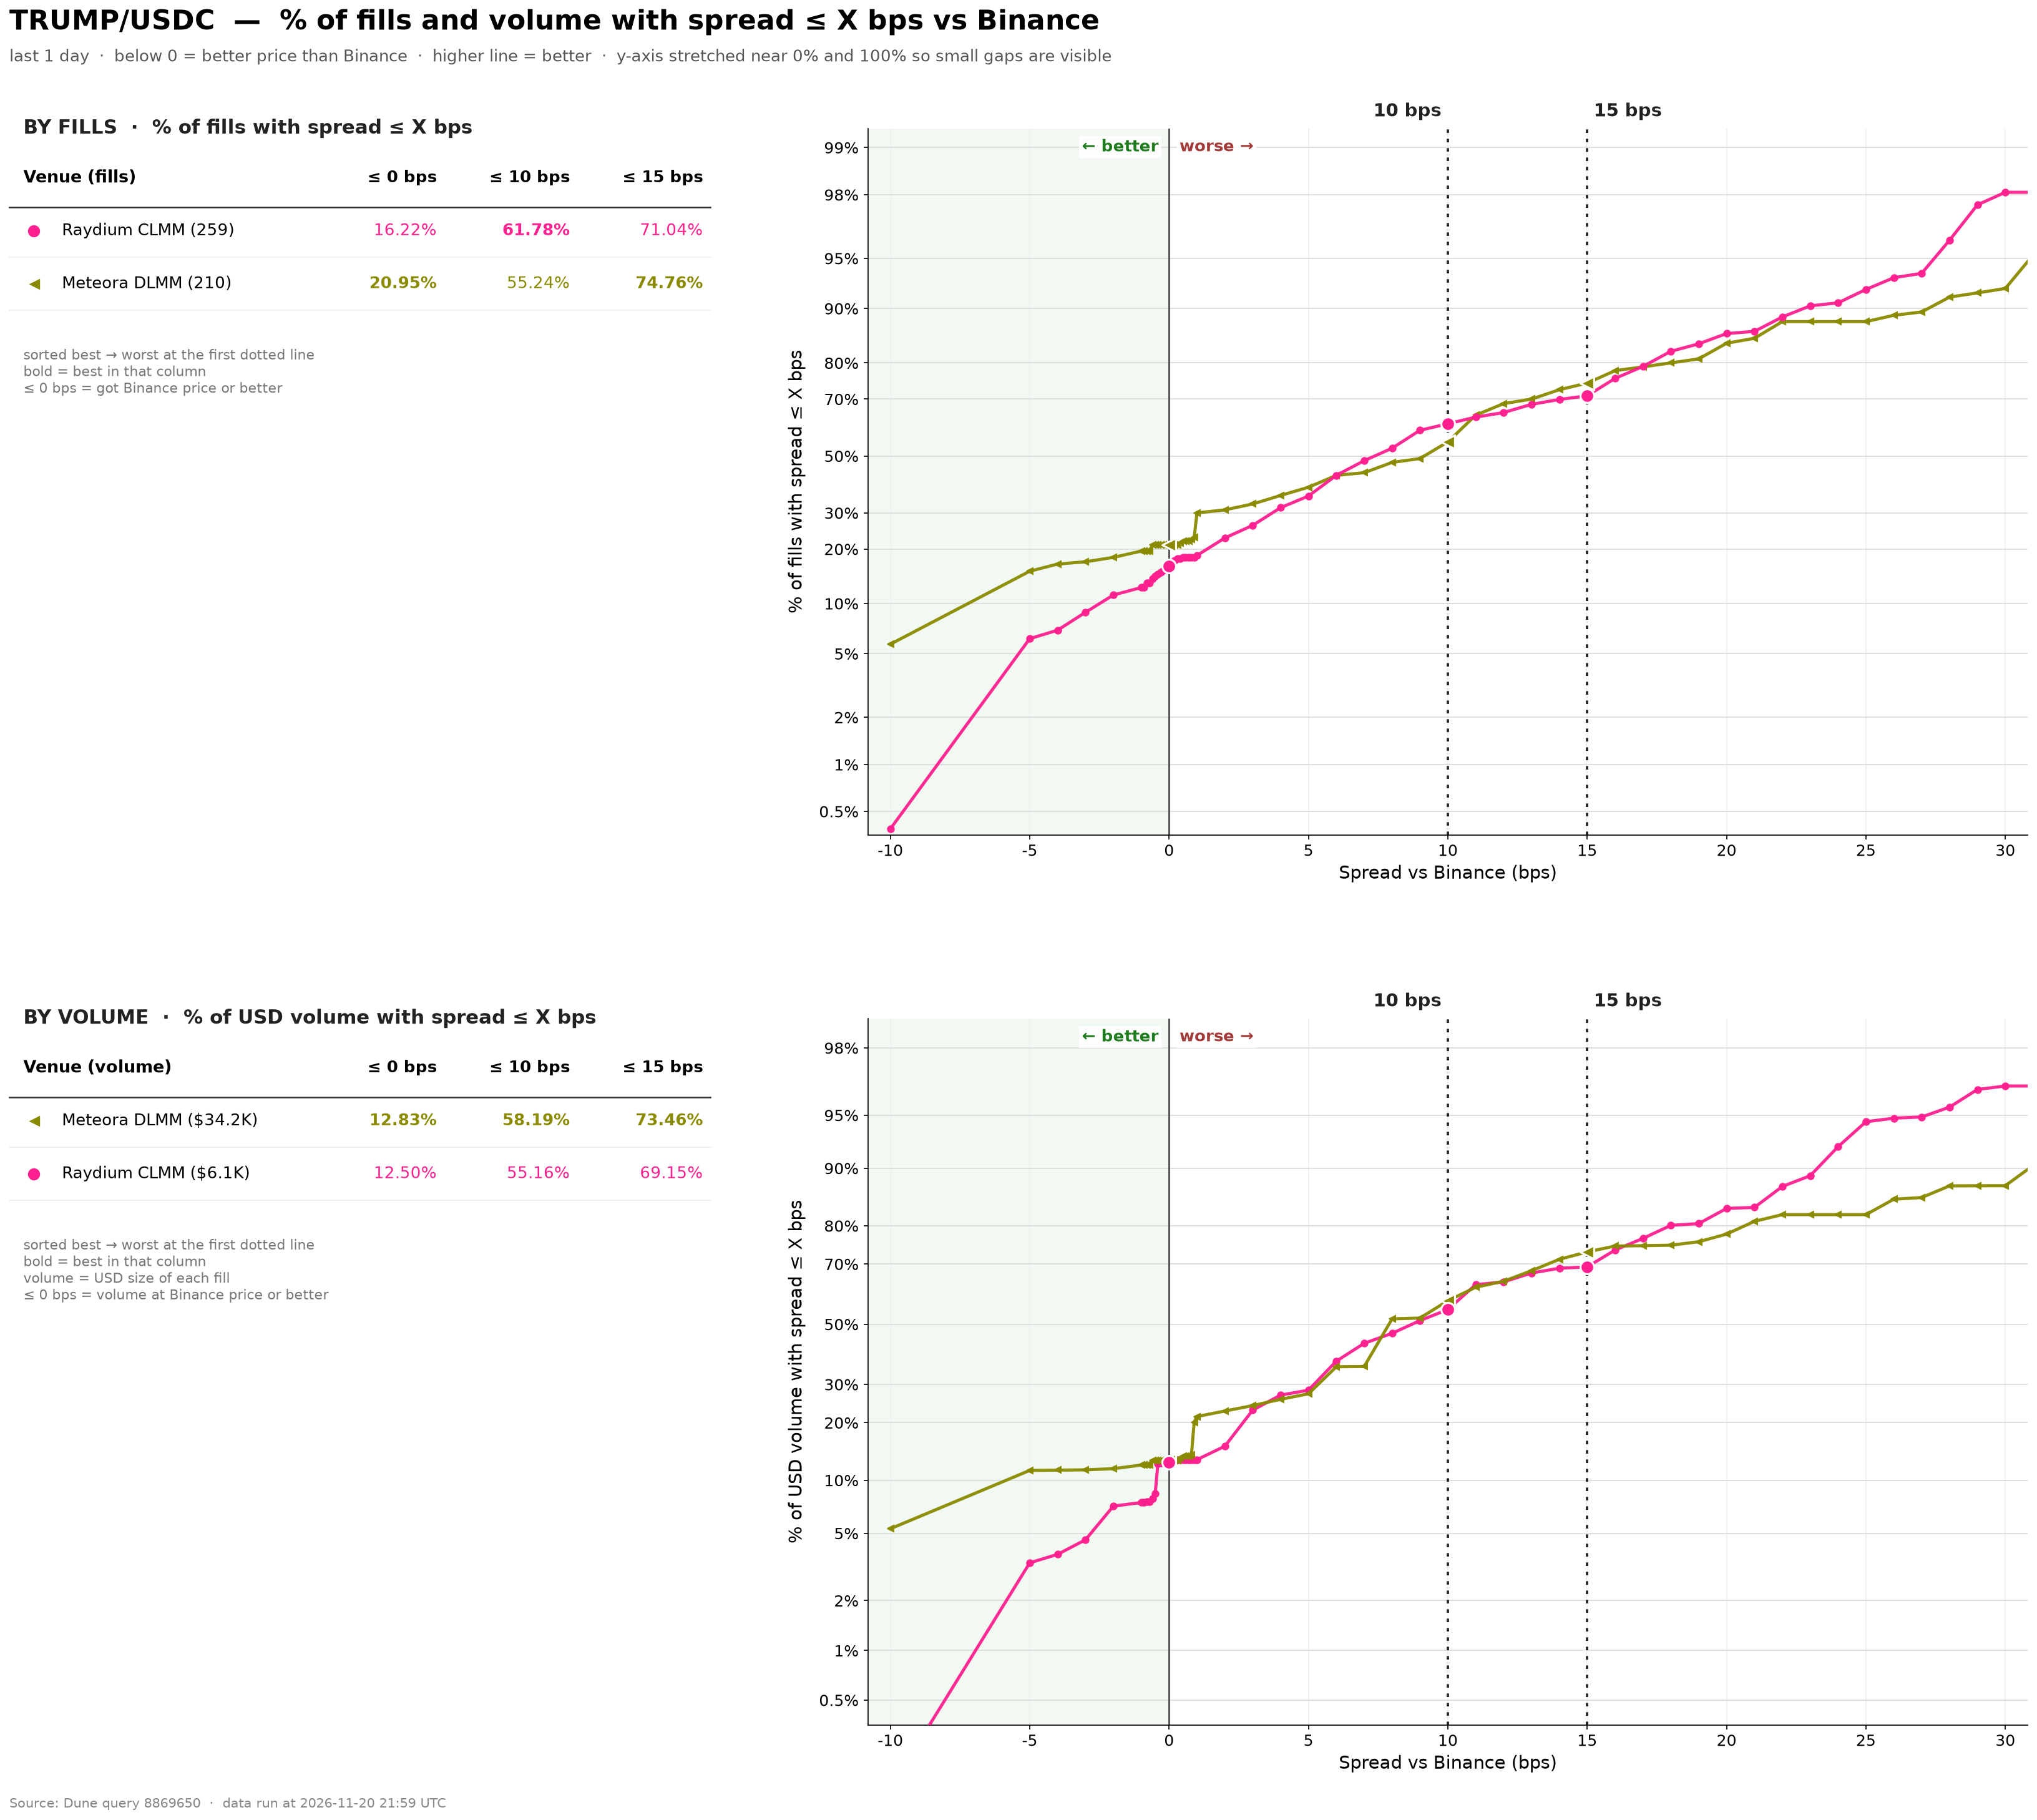 TRUMP/USDC — % of fills and volume with spread ≤ X bps vs Binance
last 1 day · below 0 = better price than Binance · higher line = better · y-axis stretched near 0% and 100% so small gaps are visible
BY FILLS · % of fills with spread ≤ X bps
Venue (fills) ≤ 0 bps ≤ 10 bps ≤ 15 bps
Raydium CLMM (259) 16.22% 61.78% 71.04%
Meteora DLMM (210) 20.95% 55.24% 74.76%
sorted best → worst at the first dotted line
bold = best in that column
≤ 0 bps = got Binance price or better
10 bps 15 bps
← better worse →
% of fills with spread ≤ X bps
99%
98%
95%
90%
80%
70%
50%
30%
20%
10%
5%
2%
1%
0.5%
-10 -5 0 5 10 15 20 25 30
Spread vs Binance (bps)
BY VOLUME · % of USD volume with spread ≤ X bps
Venue (volume) ≤ 0 bps ≤ 10 bps ≤ 15 bps
Meteora DLMM ($34.2K) 12.83% 58.19% 73.46%
Raydium CLMM ($6.1K) 12.50% 55.16% 69.15%
sorted best → worst at the first dotted line
bold = best in that column
volume = USD size of each fill
≤ 0 bps = volume at Binance price or better
10 bps 15 bps
← better worse →
% of USD volume with spread ≤ X bps
98%
95%
90%
80%
70%
50%
30%
20%
10%
5%
2%
1%
0.5%
-10 -5 0 5 10 15 20 25 30
Spread vs Binance (bps)
Source: Dune query 8869650 · data run at 2026-11-20 21:59 UTC